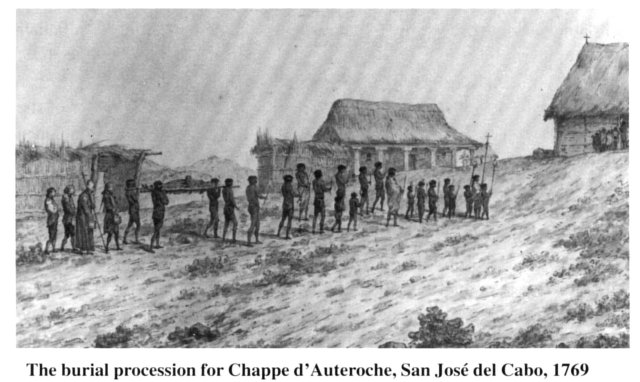 The burial procession for Chappe d’Auteroche, San José del Cabo, 1769